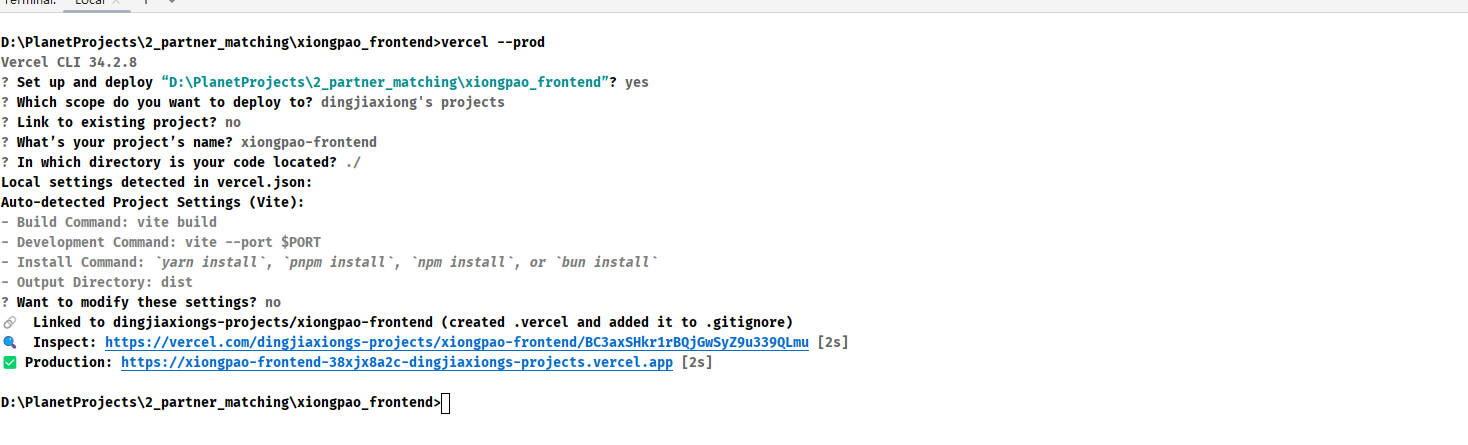 Terminal: Local × + ⌄
D:\PlanetProjects\2_partner_matching\xiongpao_frontend>vercel --prod
Vercel CLI 34.2.8
? Set up and deploy “D:\PlanetProjects\2_partner_matching\xiongpao_frontend”? yes
? Which scope do you want to deploy to? dingjiaxiong's projects
? Link to existing project? no
? What’s your project’s name? xiongpao-frontend
? In which directory is your code located? ./
Local settings detected in vercel.json:
Auto-detected Project Settings (Vite):
- Build Command: vite build
- Development Command: vite --port $PORT
- Install Command: `yarn install`, `pnpm install`, `npm install`, or `bun install`
- Output Directory: dist
? Want to modify these settings? no
🔗  Linked to dingjiaxiongs-projects/xiongpao-frontend (created .vercel and added it to .gitignore)
🔍  Inspect: https://vercel.com/dingjiaxiongs-projects/xiongpao-frontend/BC3axSHkr1rBQjGwSyZ9u339QLmu [2s]
✅ Production: https://xiongpao-frontend-38xjx8a2c-dingjiaxiongs-projects.vercel.app [2s]
D:\PlanetProjects\2_partner_matching\xiongpao_frontend>